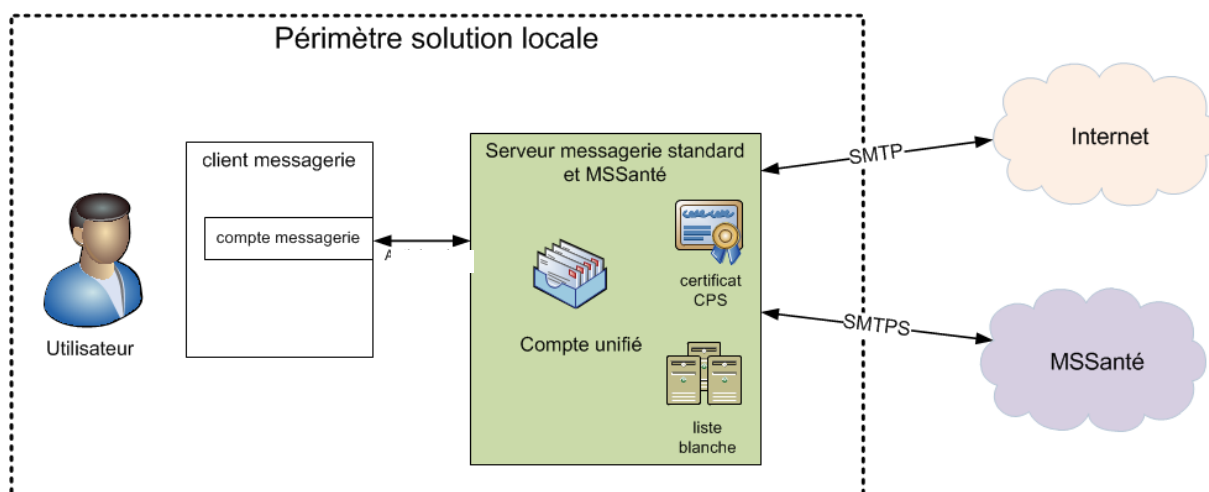 Périmètre solution locale
client messagerie
compte messagerie
Utilisateur
Serveur messagerie standard
et MSSanté
certificat
CPS
Compte unifié
liste
blanche
SMTP
Internet
SMTPS
MSSanté